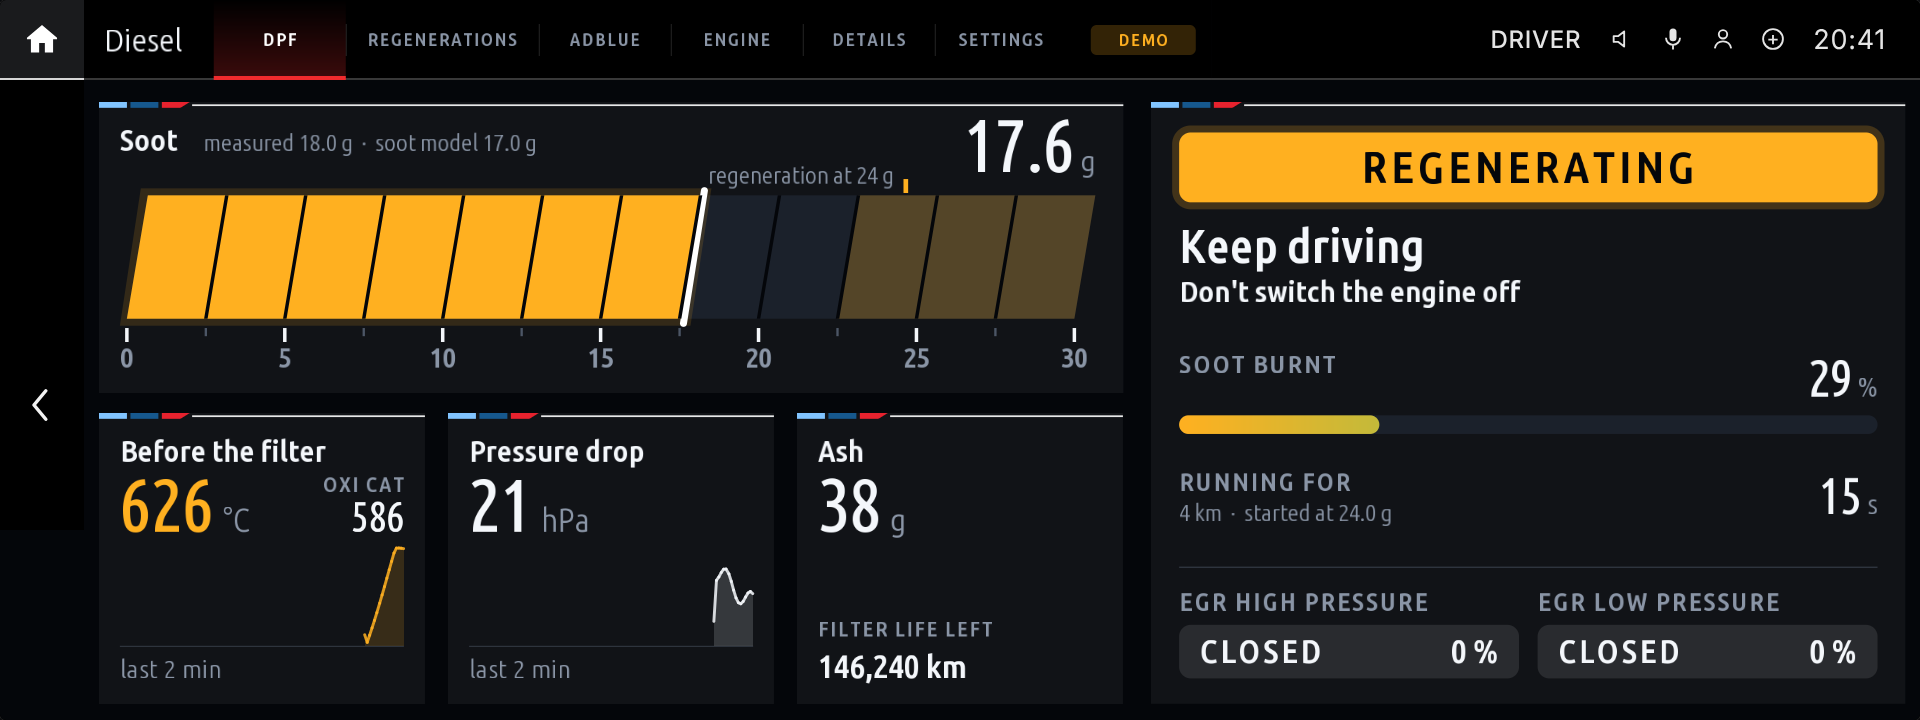 Diesel
DPF
REGENERATIONS
ADBLUE
ENGINE
DETAILS
SETTINGS
DEMO
DRIVER
20:41
Soot
measured 18.0 g · soot model 17.0 g
17.6 g
regeneration at 24 g
0 5 10 15 20 25 30
Before the filter
626 °C
OXI CAT
586
last 2 min
Pressure drop
21 hPa
last 2 min
Ash
38 g
FILTER LIFE LEFT
146,240 km
REGENERATING
Keep driving
Don't switch the engine off
SOOT BURNT
29 %
RUNNING FOR
4 km · started at 24.0 g
15 s
EGR HIGH PRESSURE
CLOSED 0 %
EGR LOW PRESSURE
CLOSED 0 %